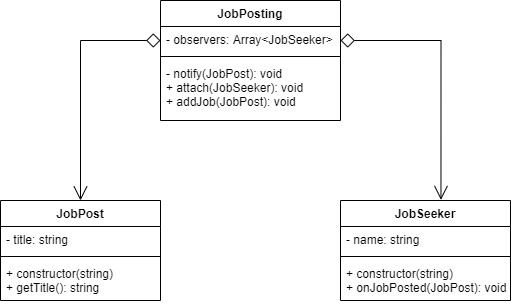 JobPosting
- observers: Array<JobSeeker>
- notify(JobPost): void
+ attach(JobSeeker): void
+ addJob(JobPost): void
JobPost
- title: string
+ constructor(string)
+ getTitle(): string
JobSeeker
- name: string
+ constructor(string)
+ onJobPosted(JobPost): void